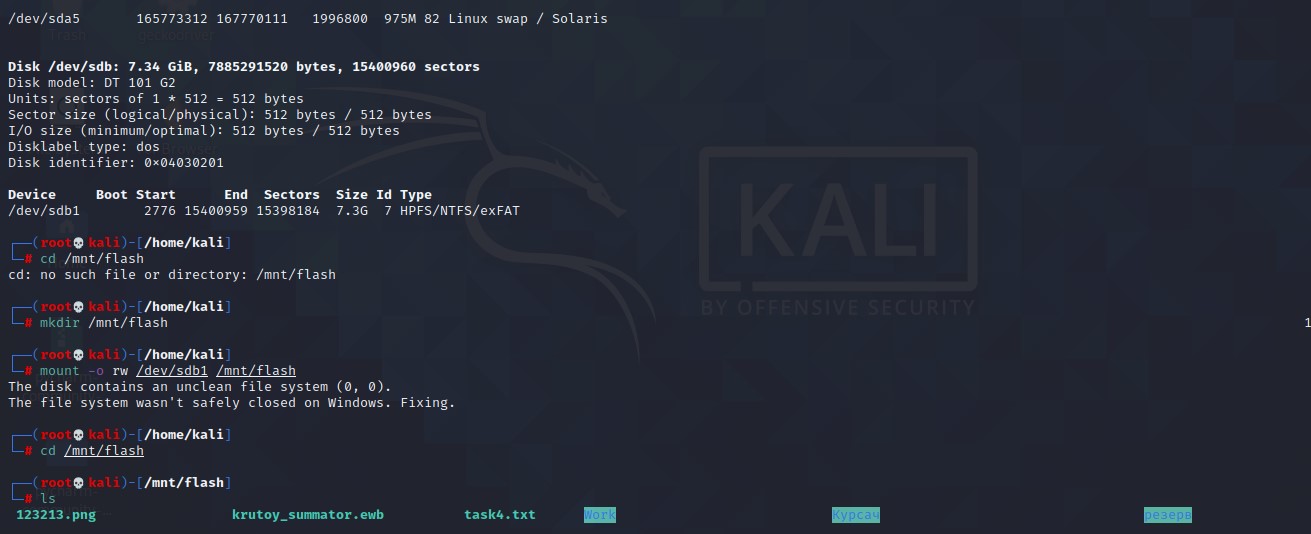 /dev/sda5       165773312 167770111   1996800  975M 82 Linux swap / Solaris
Disk /dev/sdb: 7.34 GiB, 7885291520 bytes, 15400960 sectors
Disk model: DT 101 G2
Units: sectors of 1 * 512 = 512 bytes
Sector size (logical/physical): 512 bytes / 512 bytes
I/O size (minimum/optimal): 512 bytes / 512 bytes
Disklabel type: dos
Disk identifier: 0x04030201
Device     Boot Start      End  Sectors  Size Id Type
/dev/sdb1        2776 15400959 15398184  7.3G  7 HPFS/NTFS/exFAT
┌──(root💀kali)-[/home/kali]
└─# cd /mnt/flash
cd: no such file or directory: /mnt/flash
┌──(root💀kali)-[/home/kali]
└─# mkdir /mnt/flash
┌──(root💀kali)-[/home/kali]
└─# mount -o rw /dev/sdb1 /mnt/flash
The disk contains an unclean file system (0, 0).
The file system wasn't safely closed on Windows. Fixing.
┌──(root💀kali)-[/home/kali]
└─# cd /mnt/flash
┌──(root💀kali)-[/mnt/flash]
└─# ls
123213.png   krutoy_summator.ewb   task4.txt   Work   Курсач   резерв
KALI
BY OFFENSIVE SECURITY
Trash
geckodriver
1